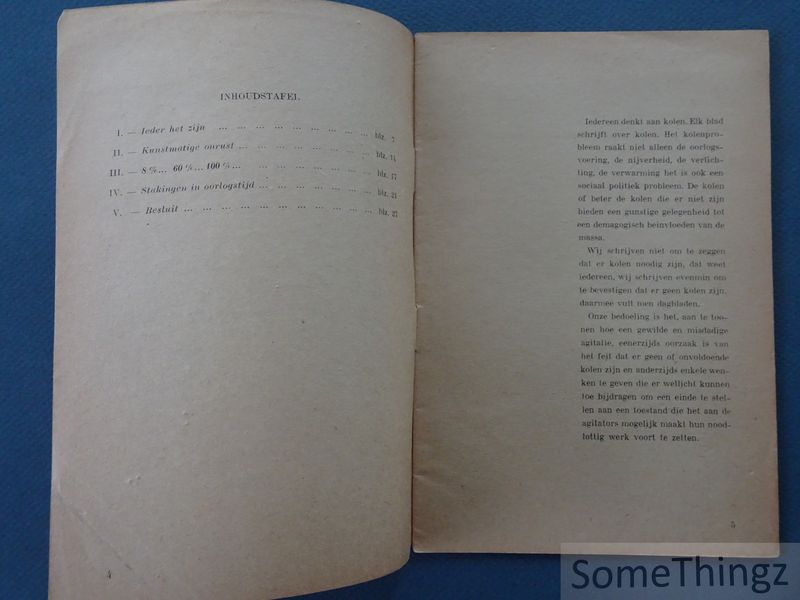 INHOUDSTAFEL.
I. — Ieder het zijn ... ... ... ... ... ... ... ... ... blz. 7
II. — Kunstmatige onrust ... ... ... ... ... ... ... blz. 14
III. — 8 %... 60 %... 100 %... ... ... ... ... ... ... blz. 17
IV. — Stakingen in oorlogstijd ... ... ... ... ... ... blz. 21
V. — Besluit ... ... ... ... ... ... ... ... ... ... blz. 27
4
Iedereen denkt aan kolen. Elk blad
schrijft over kolen. Het kolenpro-
bleem raakt niet alleen de oorlogs-
voering, de nijverheid, de verlich-
ting, de verwarming het is ook een
sociaal politiek probleem. De kolen
of beter de kolen die er niet zijn
bieden een gunstige gelegenheid tot
een demagogisch beïnvloeden van de
massa.
Wij schrijven niet om te zeggen
dat er kolen noodig zijn, dat weet
iedereen, wij schrijven evenmin om
te bevestigen dat er geen kolen zijn,
daarmee vult men dagbladen.
Onze bedoeling is het, aan te too-
nen hoe een gewilde en misdadige
agitatie, eenerzijds oorzaak is van
het feit dat er geen of onvoldoende
kolen zijn en anderzijds enkele wen-
ken te geven die er wellicht kunnen
toe bijdragen om een einde te stel-
len aan een toestand die het aan de
agitators mogelijk maakt hun nood-
lottig werk voort te zetten.
5
SomeThingz